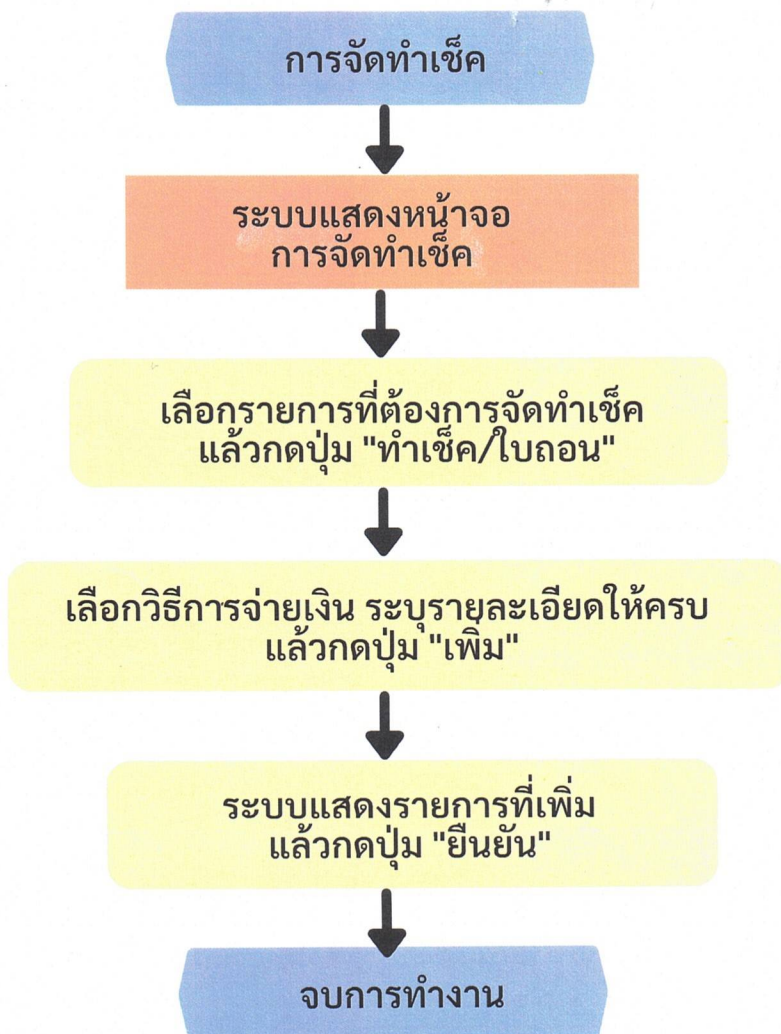 การจัดทำเช็ค
ระบบแสดงหน้าจอ
การจัดทำเช็ค
เลือกรายการที่ต้องการจัดทำเช็ค
แล้วกดปุ่ม "ทำเช็ค/ใบถอน"
เลือกวิธีการจ่ายเงิน ระบุรายละเอียดให้ครบ
แล้วกดปุ่ม "เพิ่ม"
ระบบแสดงรายการที่เพิ่ม
แล้วกดปุ่ม "ยืนยัน"
จบการทำงาน